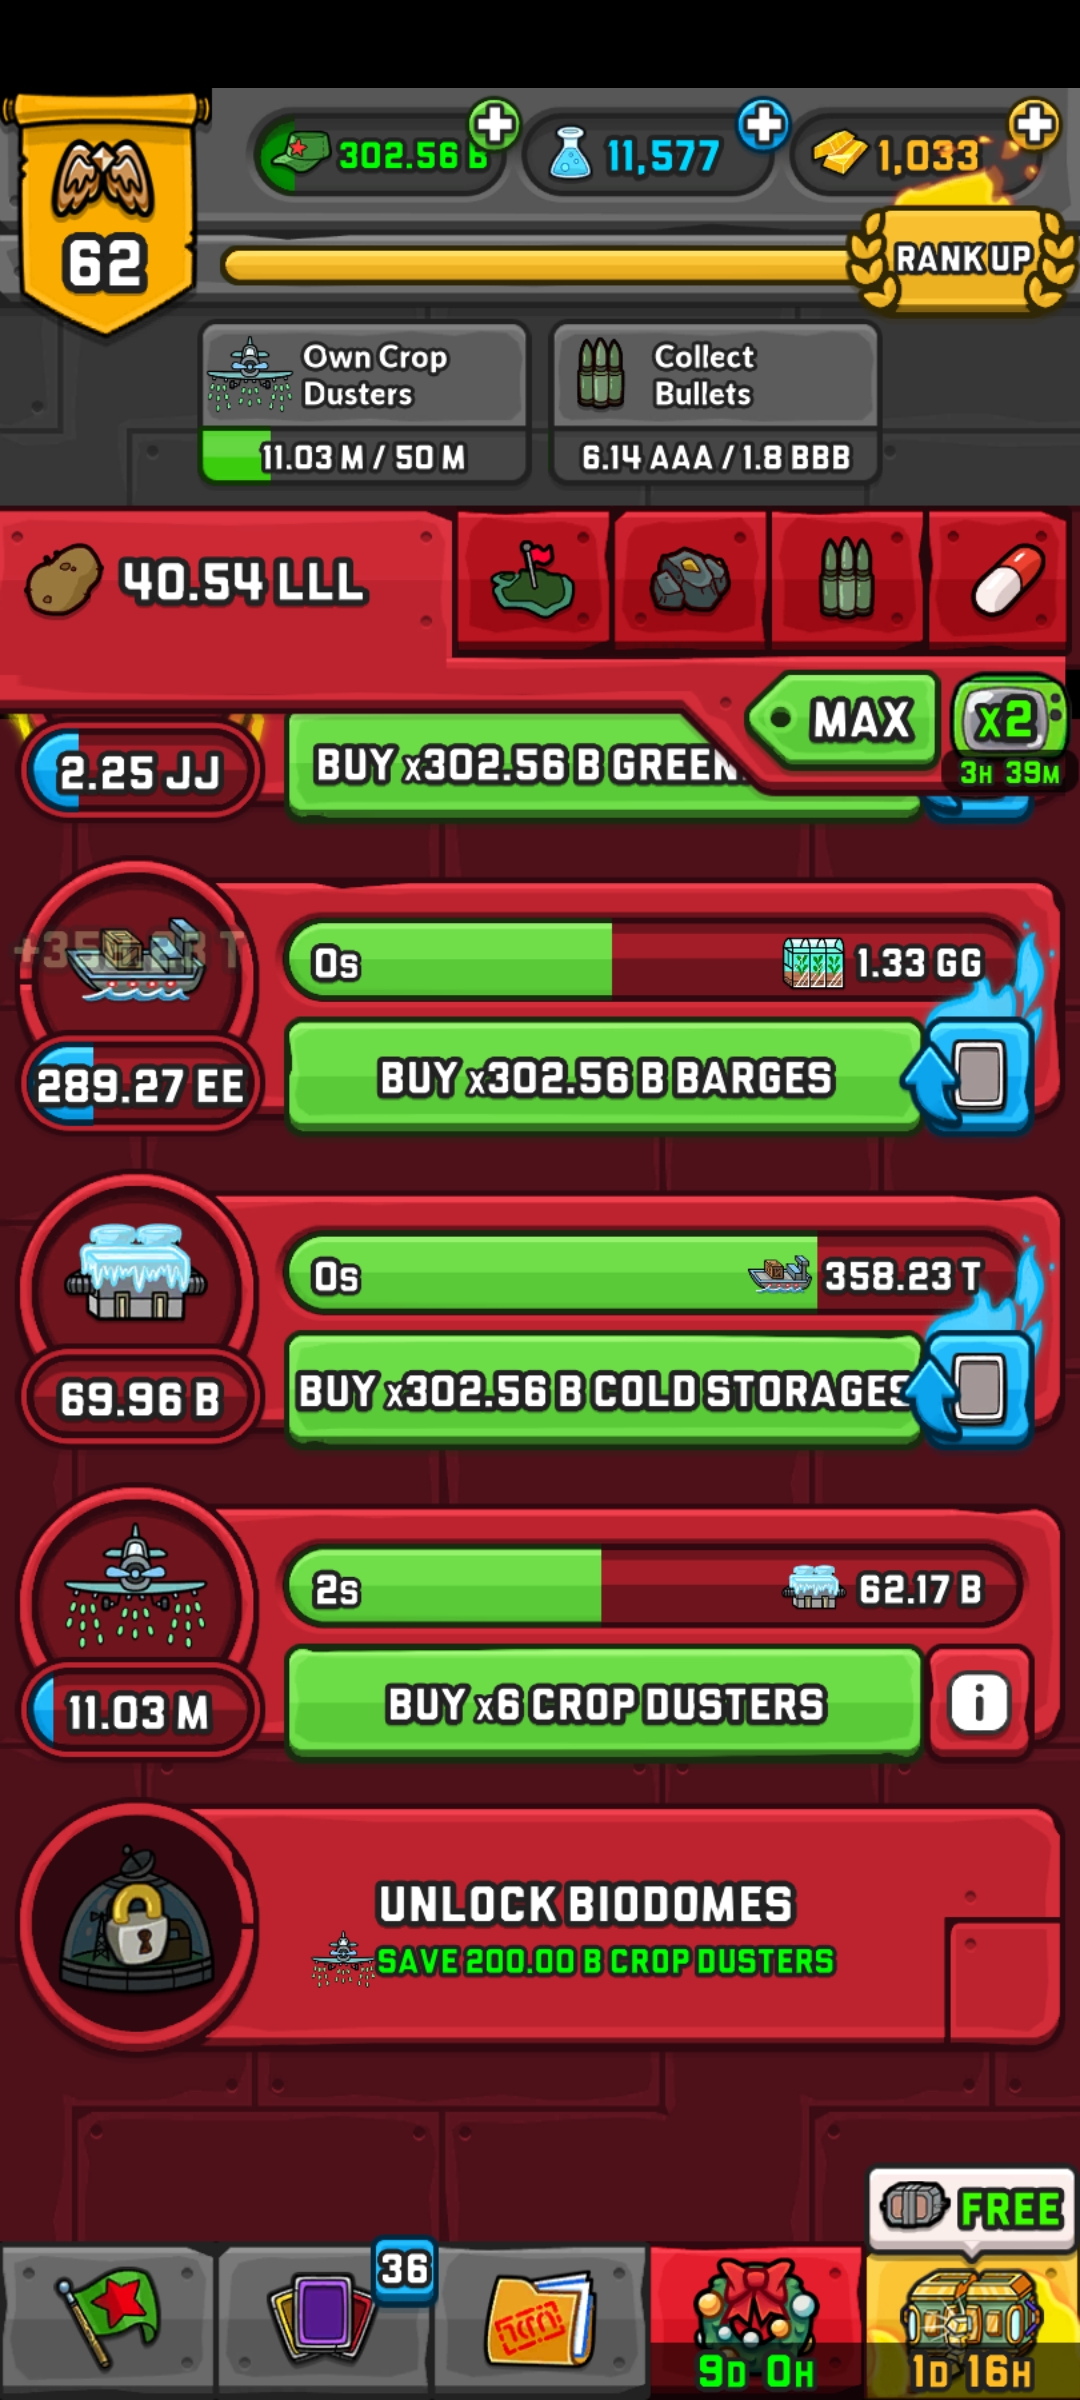 302.56 B
11,577
1,033
62
RANK UP
Own Crop
Dusters
11.03 M / 50 M
Collect
Bullets
6.14 AAA / 1.8 BBB
40.54 LLL
MAX
x2
3H 39M
2.25 JJ
BUY x302.56 B GREEN
0s
1.33 GG
289.27 EE
BUY x302.56 B BARGES
0s
358.23 T
69.96 B
BUY x302.56 B COLD STORAGES
2s
62.17 B
11.03 M
BUY x6 CROP DUSTERS
i
UNLOCK BIODOMES
SAVE 200.00 B CROP DUSTERS
FREE
36
9D 0H
1D 16H